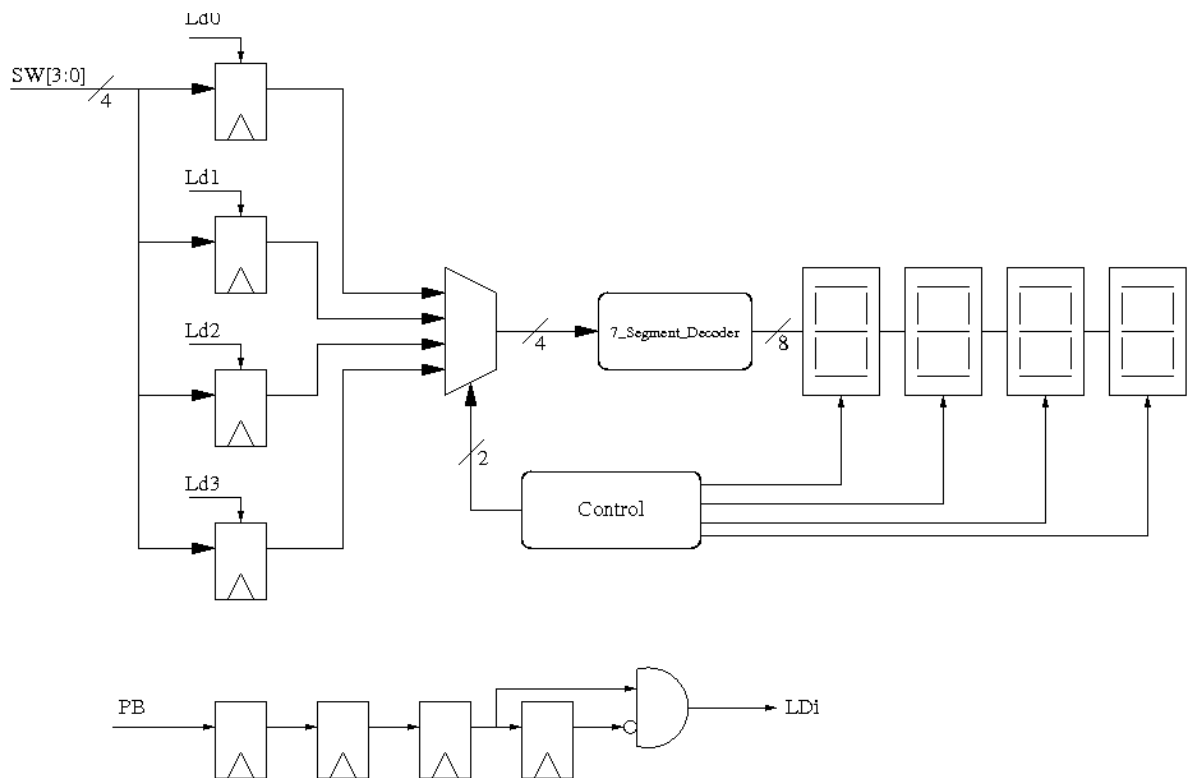 Ld0
SW[3:0]
4
Ld1
Ld2
4
7_Segment_Decoder
8
2
Ld3
Control
PB
LDi